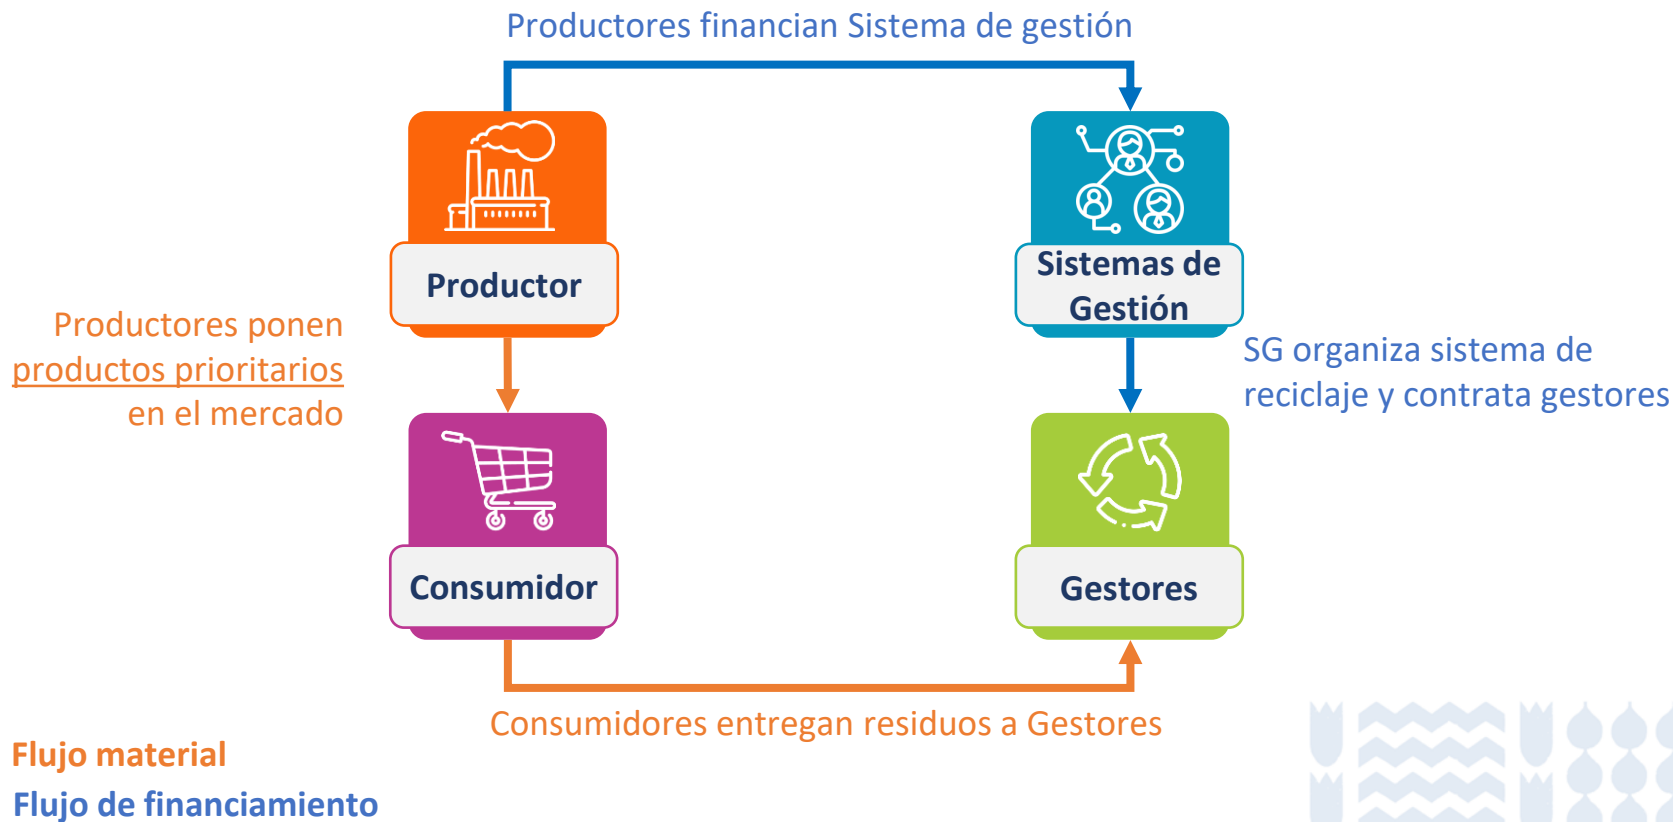 Productores financian Sistema de gestión
Productor
Sistemas de
Gestión
Productores ponen
productos prioritarios
en el mercado
SG organiza sistema de
reciclaje y contrata gestores
Consumidor
Gestores
Consumidores entregan residuos a Gestores
Flujo material
Flujo de financiamiento